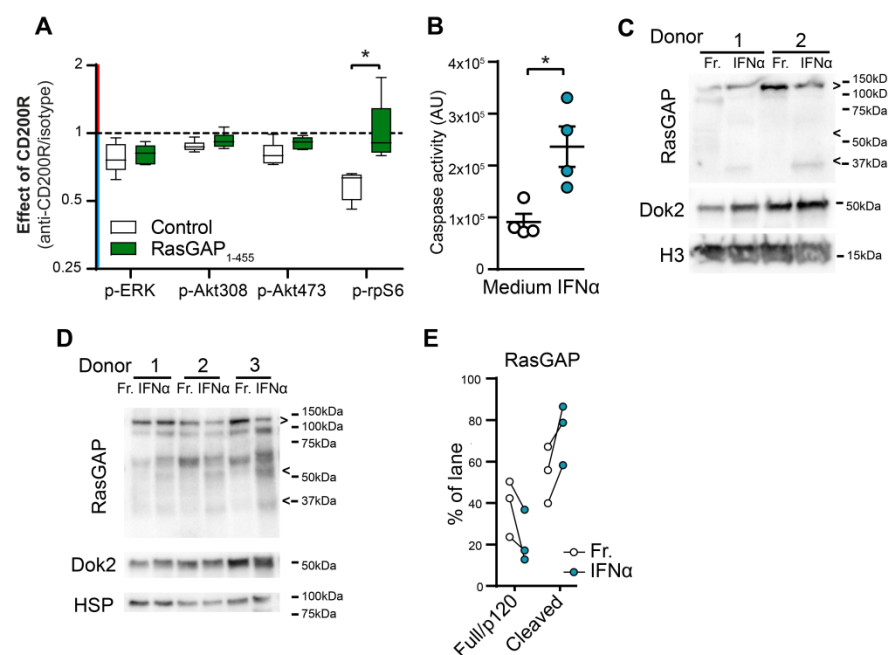 A
Effect of CD200R
(anti-CD200R/isotype)
2
1
0.5
0.25
*
Control
RasGAP1-455
p-ERK p-Akt308 p-Akt473 p-rpS6
B
Caspase activity (AU)
4x10⁵
3x10⁵
2x10⁵
1x10⁵
0
*
Medium IFNα
C
Donor 1 2
Fr. IFNα Fr. IFNα
RasGAP
150kD
>
100kDa
75kDa
<
<
37kDa
Dok2
50kDa
H3
15kDa
D
Donor 1 2 3
Fr. IFNα Fr. IFNα Fr. IFNα
RasGAP
150kDa
>
100kDa
75kDa
<
50kDa
<
37kDa
Dok2
50kDa
HSP
100kDa
75kDa
E
RasGAP
% of lane
100
80
60
40
20
0
Fr.
IFNα
Full/p120
Cleaved